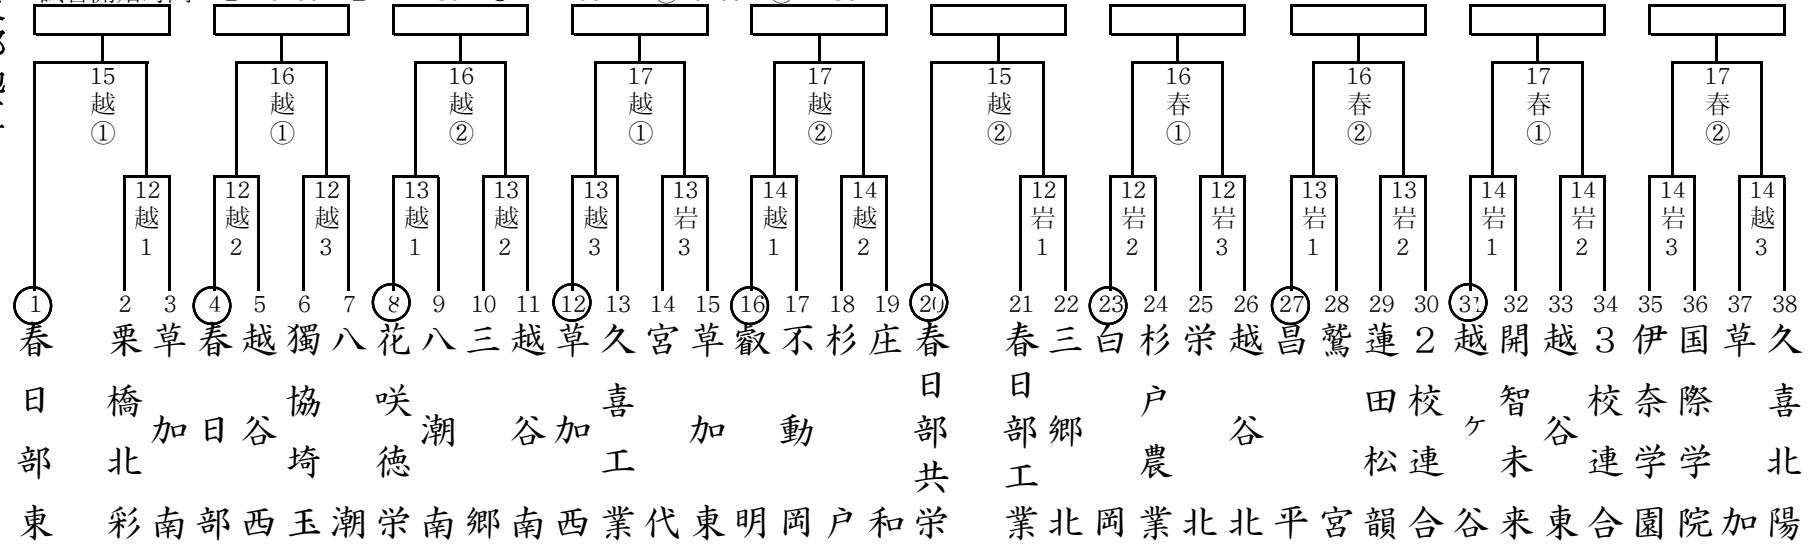 15 越 ①
16 越 ①
16 越 ②
17 越 ①
17 越 ②
15 越 ②
16 春 ①
16 春 ②
17 春 ①
17 春 ②
12 越 1
12 越 2
12 越 3
13 越 1
13 越 2
13 越 3
13 岩 3
14 越 1
14 越 2
12 岩 1
12 岩 2
12 岩 3
13 岩 1
13 岩 2
14 岩 1
14 岩 2
14 岩 3
14 越 3
1 春日部東
2 栗橋北彩
3 草加南
4 春日部
5 越谷西
6 獨協埼玉
7 八潮
8 花咲徳栄
9 八潮南
10 三郷
11 越谷南
12 草加西
13 久喜工業
14 宮代
15 草加東
16 叡明
17 不動岡
18 杉戸
19 庄和
20 春日部共栄
21 春日部工業
22 三郷北
23 白岡
24 杉戸農業
25 栄北
26 越谷北
27 昌平
28 鷲宮
29 蓮田松韻
30 2校連合
31 越ヶ谷
32 開智未来
33 越谷東
34 3校連合
35 伊奈学園
36 国際学院
37 草加
38 久喜北陽